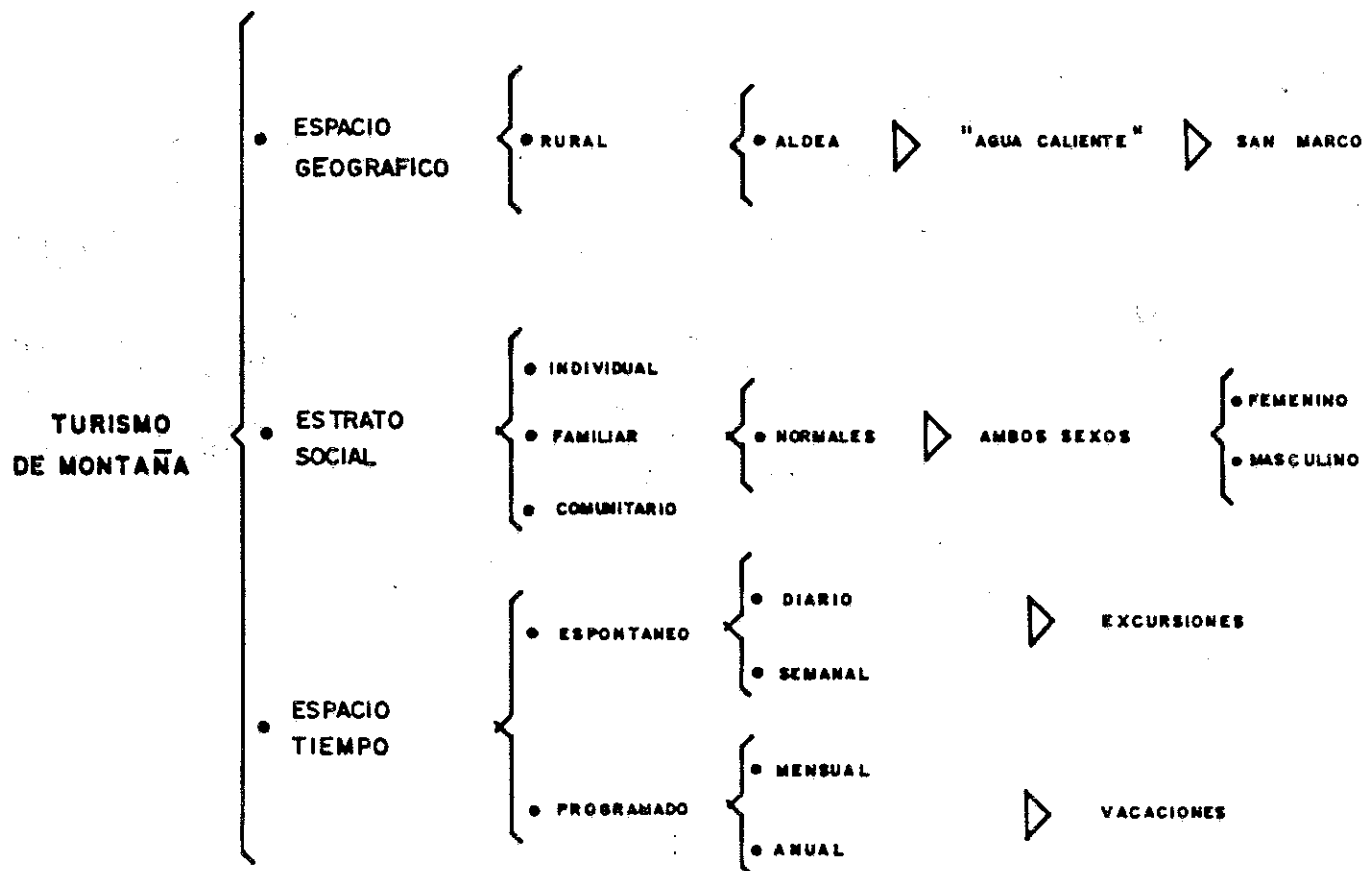 TURISMO
DE MONTAÑA
• ESPACIO
GEOGRAFICO
• RURAL
• ALDEA
"AGUA CALIENTE"
SAN MARCO
• ESTRATO
SOCIAL
• INDIVIDUAL
• FAMILIAR
• COMUNITARIO
• NORMALES
AMBOS SEXOS
• FEMENINO
• MASCULINO
• ESPACIO
TIEMPO
• ESPONTANEO
• DIARIO
• SEMANAL
EXCURSIONES
• PROGRAMADO
• MENSUAL
• ANUAL
VACACIONES